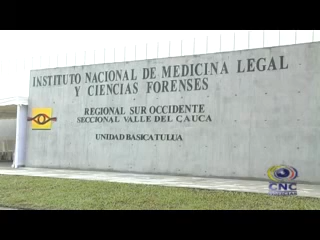 INSTITUTO NACIONAL DE MEDICINA LEGAL
Y CIENCIAS FORENSES
REGIONAL SUR OCCIDENTE
SECCIONAL VALLE DEL CAUCA
UNIDAD BASICA TULUA
CNC